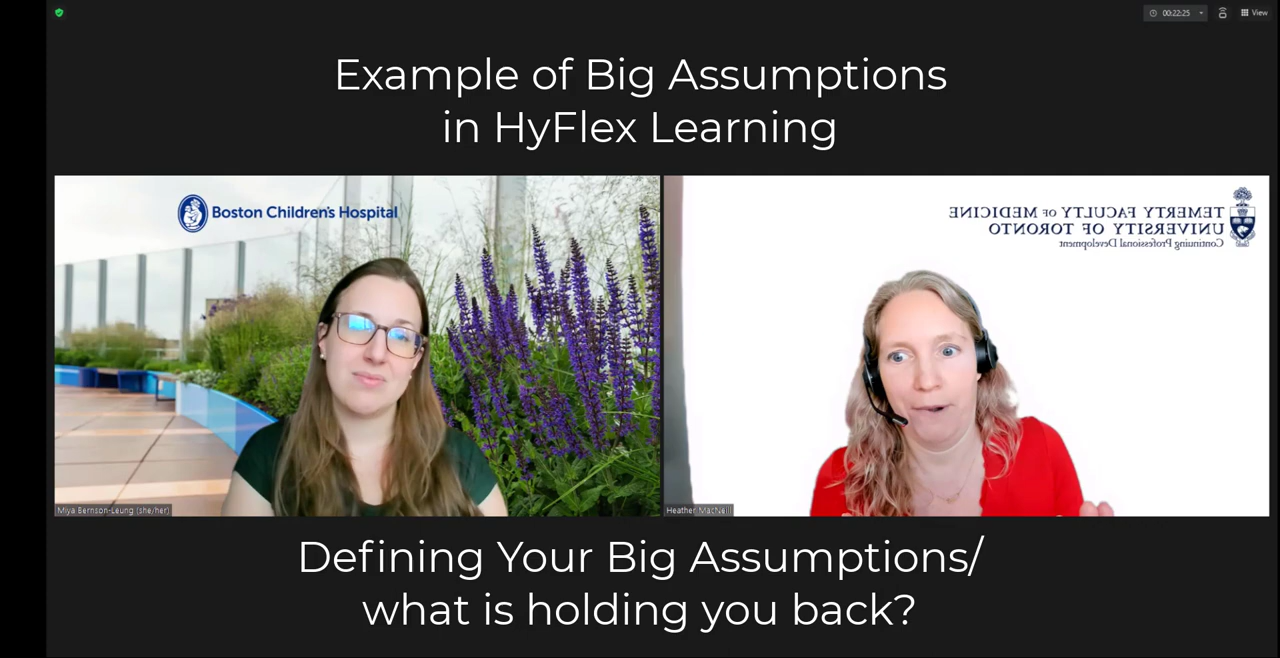 00:22:25
View
Example of Big Assumptions
in HyFlex Learning
Boston Children's Hospital
TEMERTY FACULTY OF MEDICINE
UNIVERSITY OF TORONTO
Continuing Professional Development
Miya Bernson-Leung (she/her)
Heather MacNeill
Defining Your Big Assumptions/
what is holding you back?